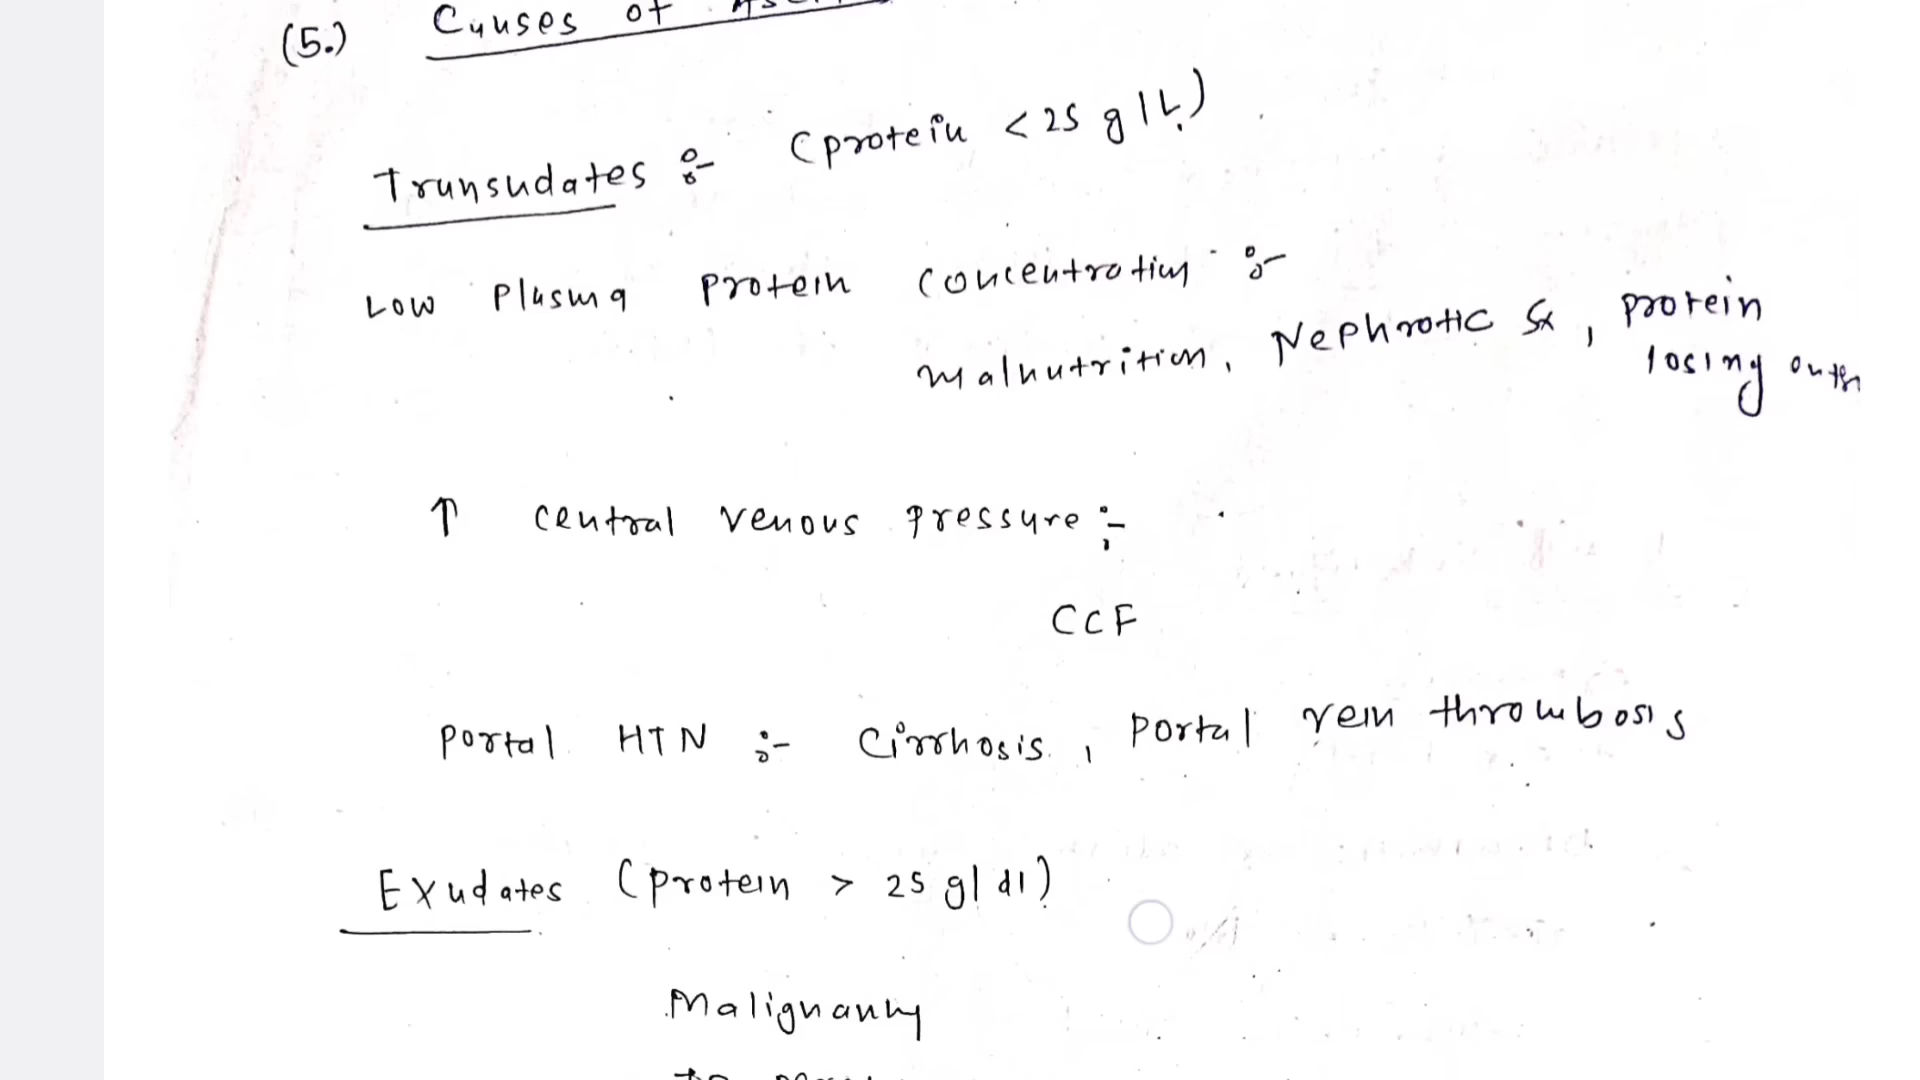 (5.) Causes of
Transudates :- (protein < 25 g/L)
Low Plasma Protein concentration :-
malnutrition, Nephrotic Sx, protein
losing
↑ central venous pressure :-
CCF
Portal HTN :- Cirrhosis, Portal vein thrombosis
Exudates (protein > 25 g/dl)
Malignancy